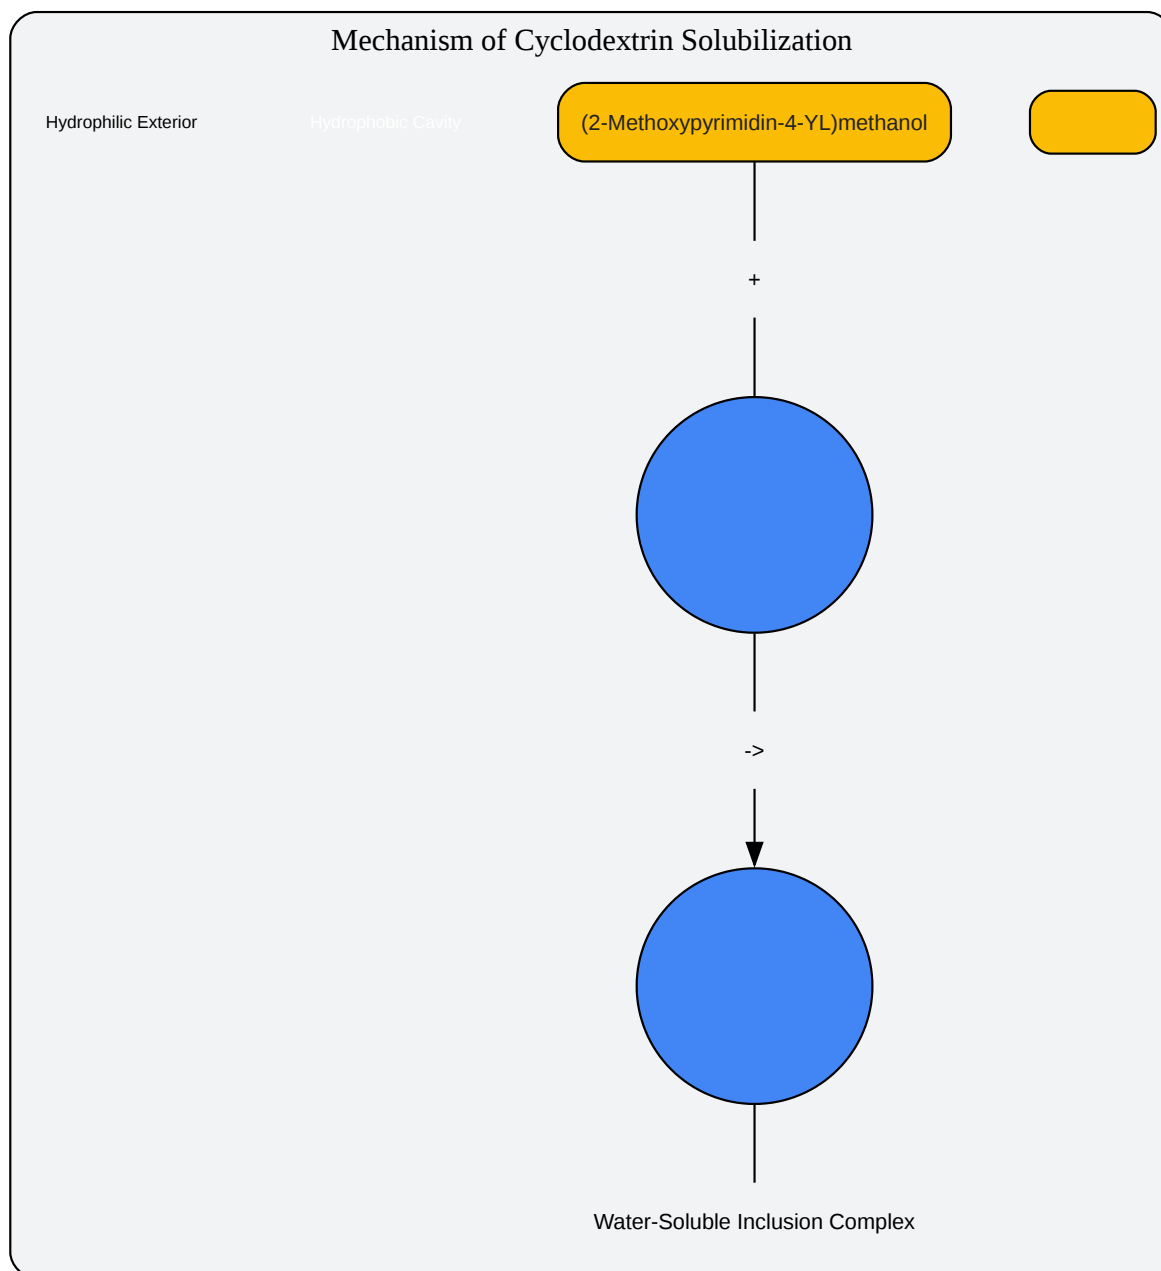 Mechanism of Cyclodextrin Solubilization
Hydrophilic Exterior
Hydrophobic Cavity
(2-Methoxypyrimidin-4-YL)methanol
+
->
Water-Soluble Inclusion Complex